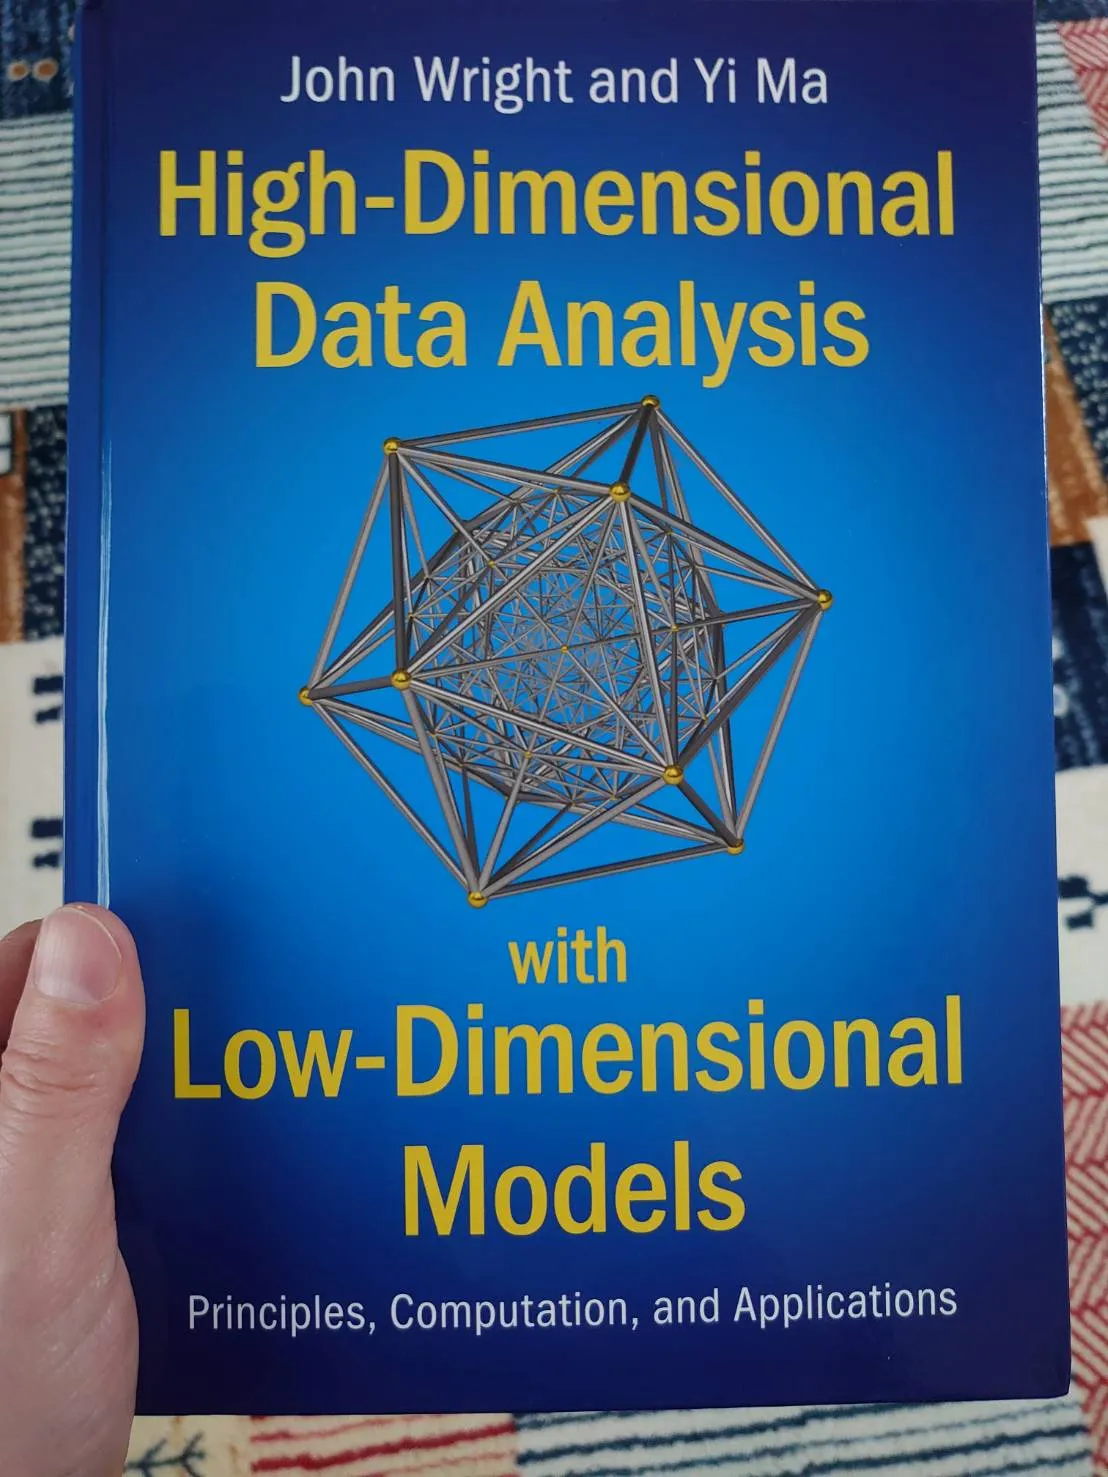 John Wright and Yi Ma
High-Dimensional
Data Analysis
with
Low-Dimensional
Models
Principles, Computation, and Applications